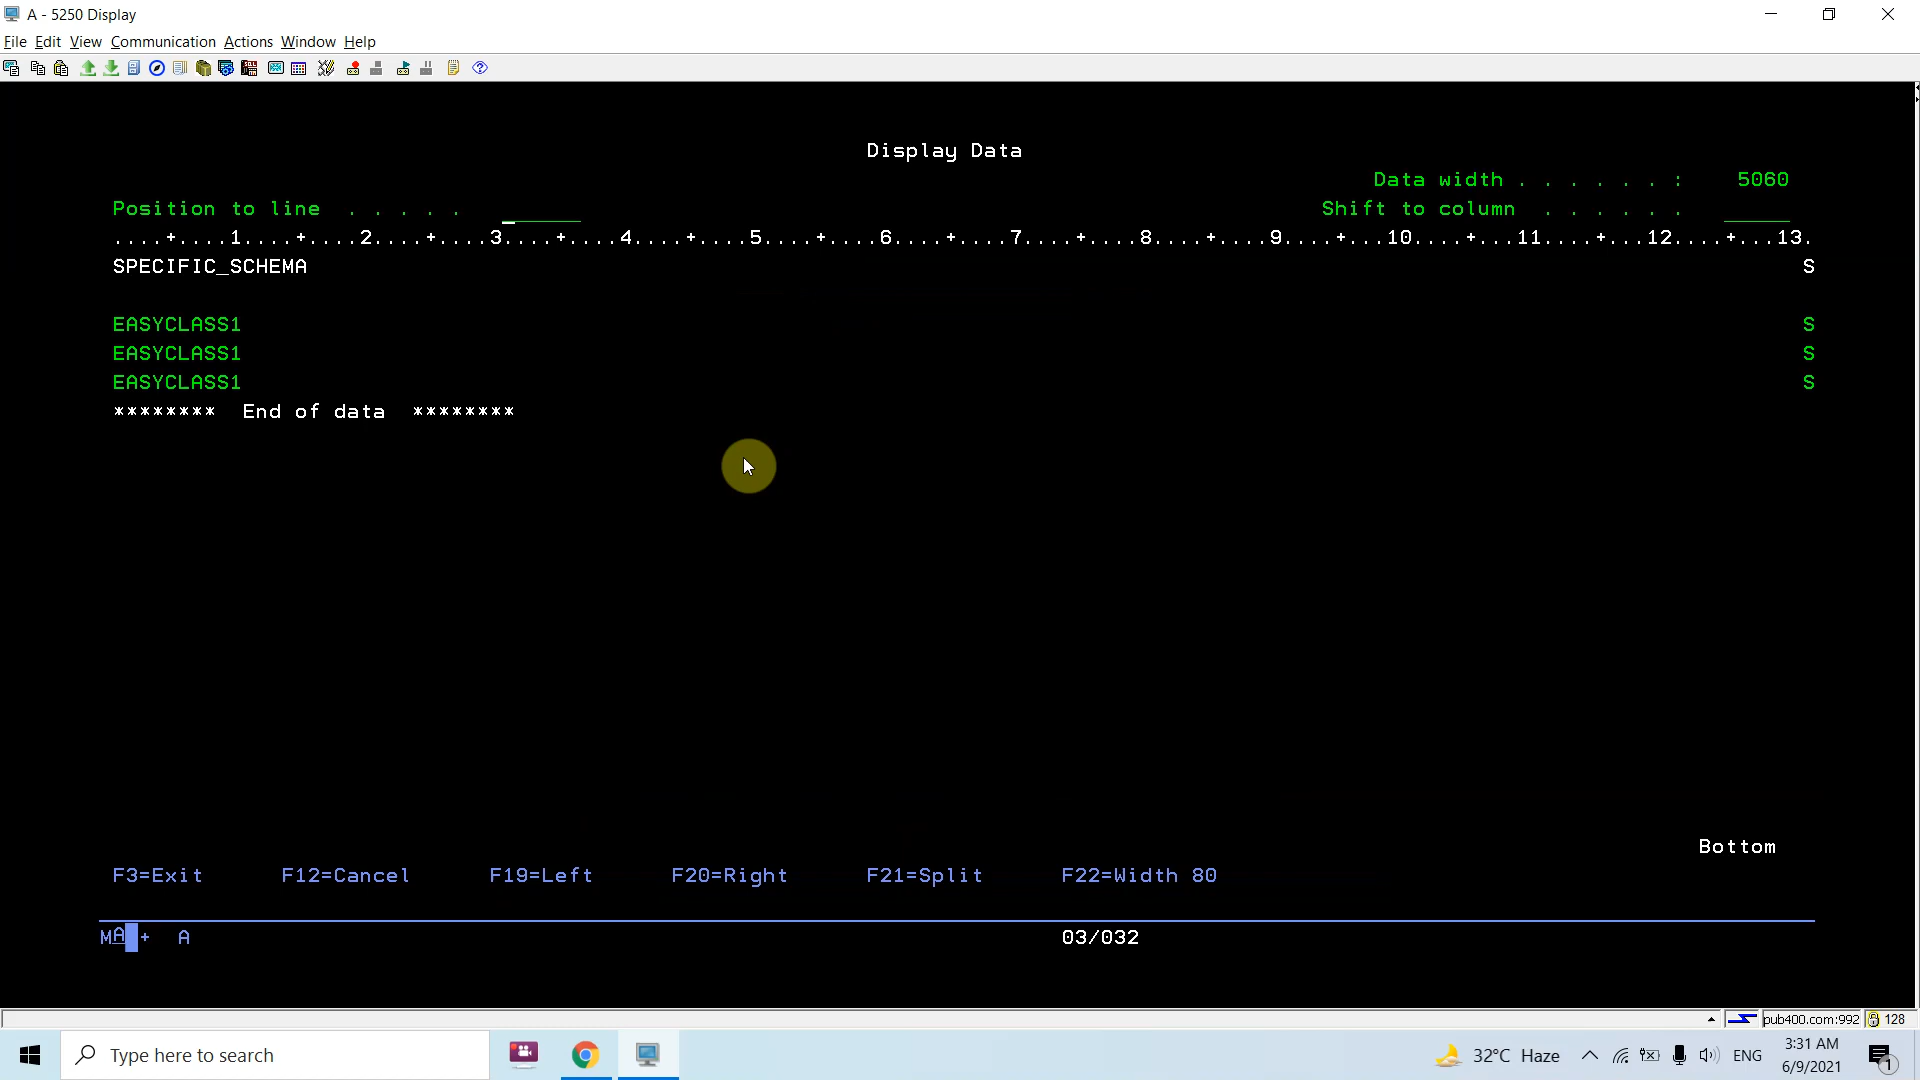 A - 5250 Display
File Edit View Communication Actions Window Help
Display Data
Data width . . . . . . : 5060
Position to line . . . . . Shift to column . . . . . .
....+....1....+....2....+....3....+....4....+....5....+....6....+....7....+....8....+....9....+...10....+...11....+...12....+...13.
SPECIFIC_SCHEMA S
EASYCLASS1 S
EASYCLASS1 S
EASYCLASS1 S
******** End of data ********
Bottom
F3=Exit F12=Cancel F19=Left F20=Right F21=Split F22=Width 80
MA + A 03/032
pub400.com:992 128
Type here to search 32°C Haze ENG 3:31 AM
6/9/2021
1